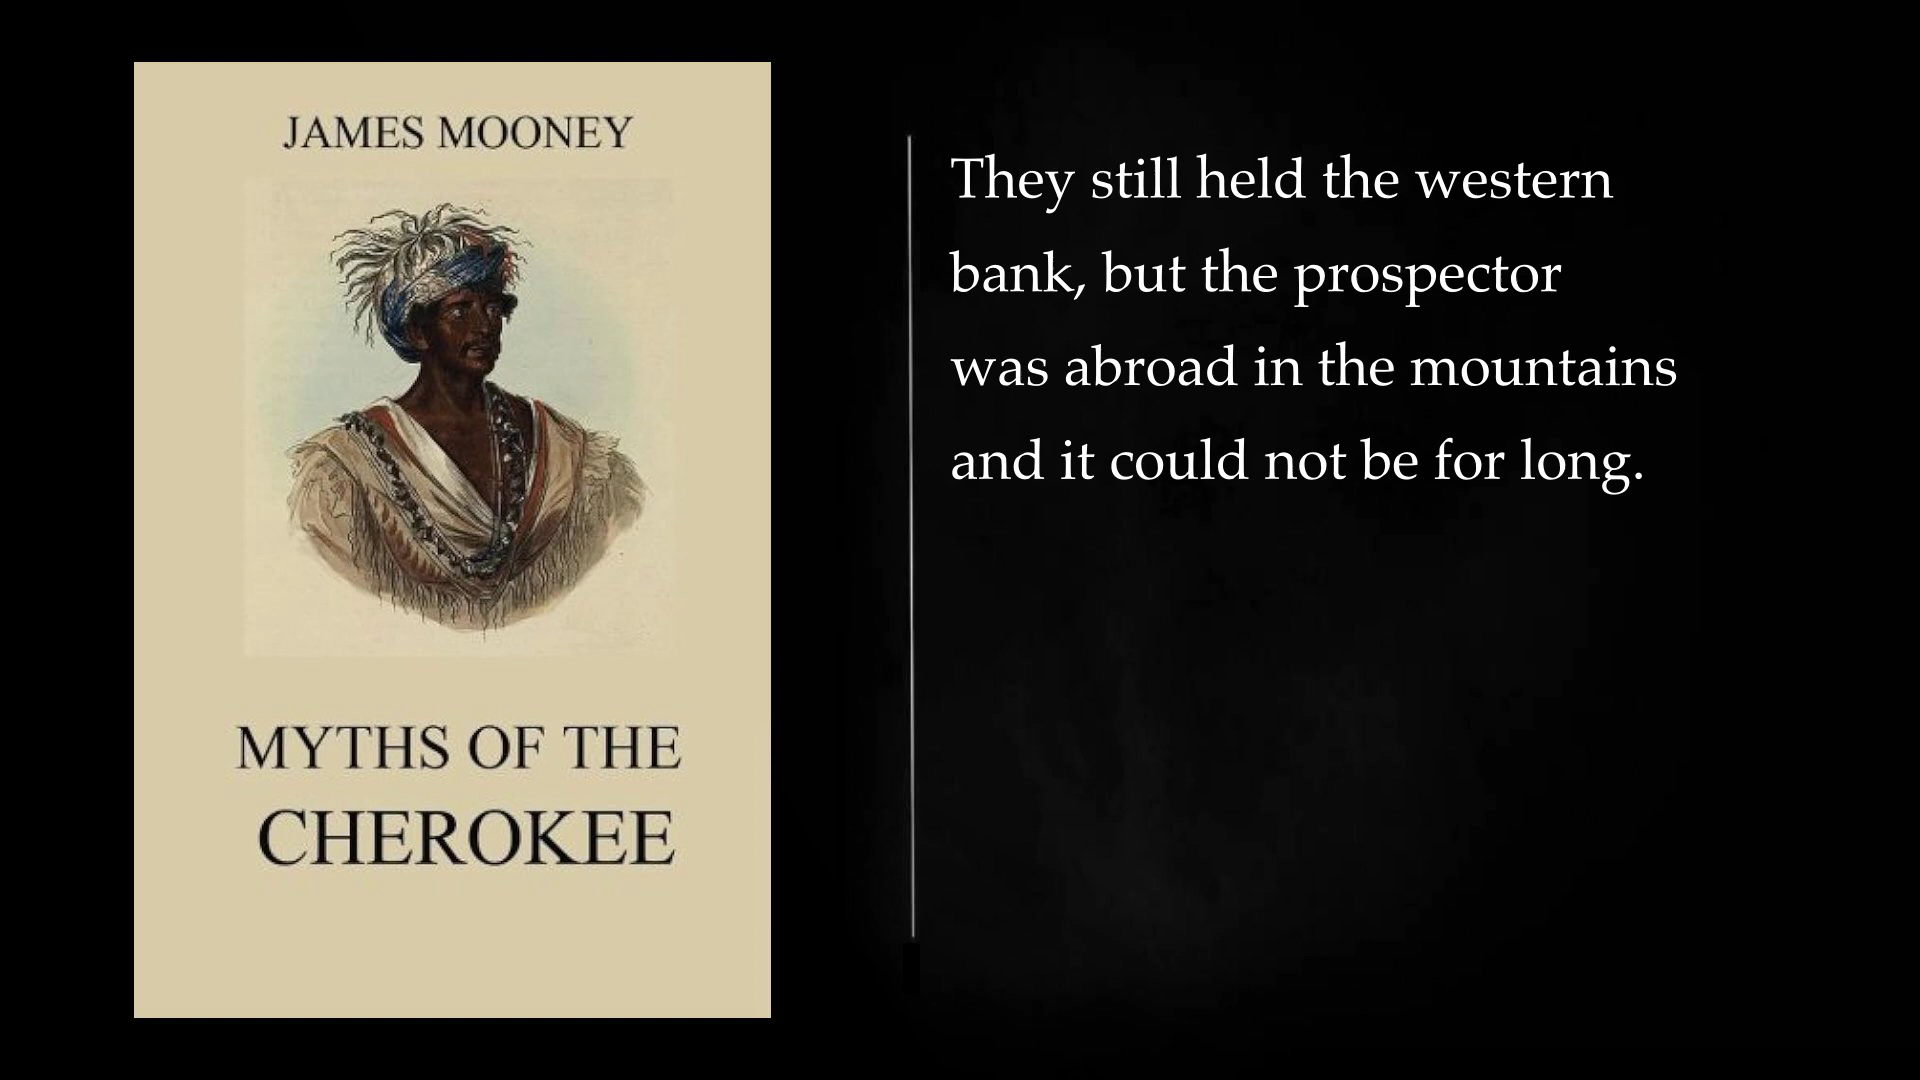 JAMES MOONEY
MYTHS OF THE
CHEROKEE
They still held the western
bank, but the prospector
was abroad in the mountains
and it could not be for long.